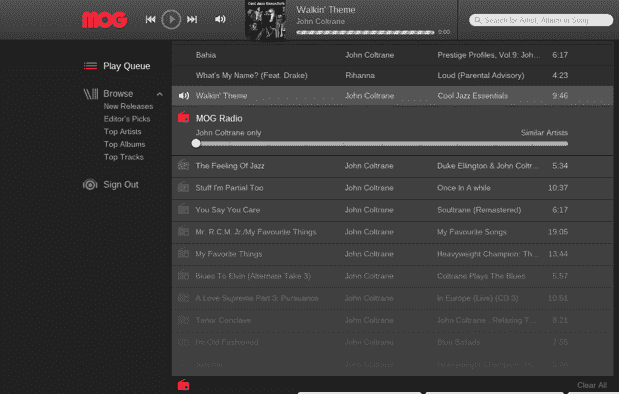 MOG
Walkin' Theme
John Coltrane
0:00
Search for Artist, Album or Song
Play Queue
Browse
New Releases
Editor's Picks
Top Artists
Top Albums
Top Tracks
Sign Out
Bahia John Coltrane Prestige Profiles, Vol.9: Joh... 6:17
What's My Name? (Feat. Drake) Rihanna Loud (Parental Advisory) 4:23
Walkin' Theme John Coltrane Cool Jazz Essentials 9:46
MOG Radio
John Coltrane only Similar Artists
The Feeling Of Jazz John Coltrane Duke Ellington & John Coltr... 5:34
Stuff I'm Partial Too John Coltrane Once In A while 10:37
You Say You Care John Coltrane Soultrane (Remastered) 6:17
Mr. R.C.M. Jr./My Favourite Things John Coltrane My Favourite Songs 19:05
My Favorite Things John Coltrane Heavyweight Champion: Th... 13:44
Blues To Elvin (Alternate Take 3) John Coltrane Coltrane Plays The Blues 5:57
A Love Supreme Part 3: Pursuance John Coltrane In Europe (Live) (CD 3) 10:51
Tenor Conclave John Coltrane John Coltrane : Relaxing T... 8:21
I'm Old Fashioned John Coltrane Blue Ballads 7:55
John Coltrane
Clear All